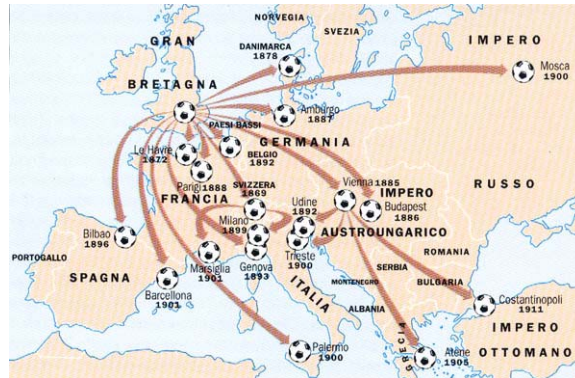 NORVEGIA
SVEZIA
GRAN
BRETAGNA
DANIMARCA
1878
IMPERO
RUSSO
Mosca
1900
Amburgo
1887
PAESI BASSI
GERMANIA
Le Havre
1872
BELGIO
1892
Parigi 1888
SVIZZERA
1869
FRANCIA
Vienna 1885
IMPERO
AUSTROUNGARICO
Budapest
1886
Udine
1892
Milano
1899
Bilbao
1896
PORTOGALLO
SPAGNA
Marsiglia
1901
Genova
1893
Trieste
1900
ROMANIA
SERBIA
BULGARIA
MONTENEGRO
ITALIA
ALBANIA
Barcellona
1901
Costantinopoli
1911
IMPERO
OTTOMANO
Palermo
1900
GRECIA
Atene
1905